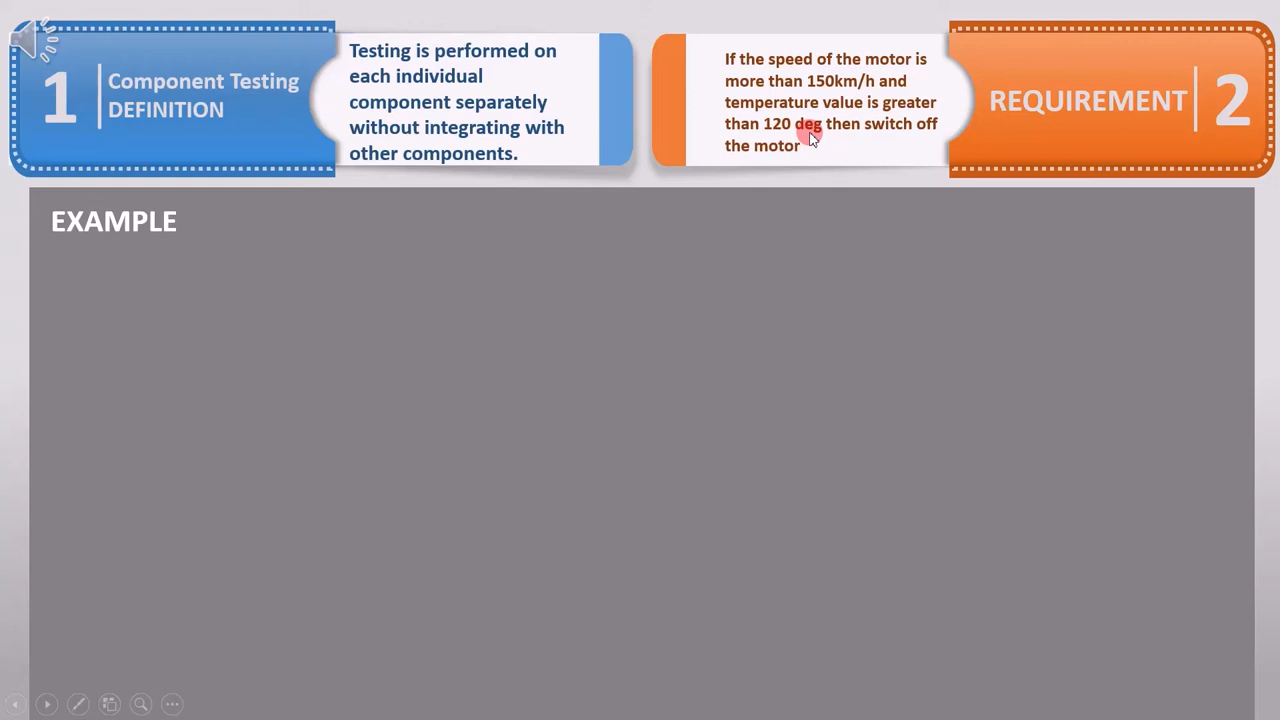 1
Component Testing
DEFINITION
Testing is performed on
each individual
component separately
without integrating with
other components.
If the speed of the motor is
more than 150km/h and
temperature value is greater
than 120 deg then switch off
the motor
REQUIREMENT
2
EXAMPLE